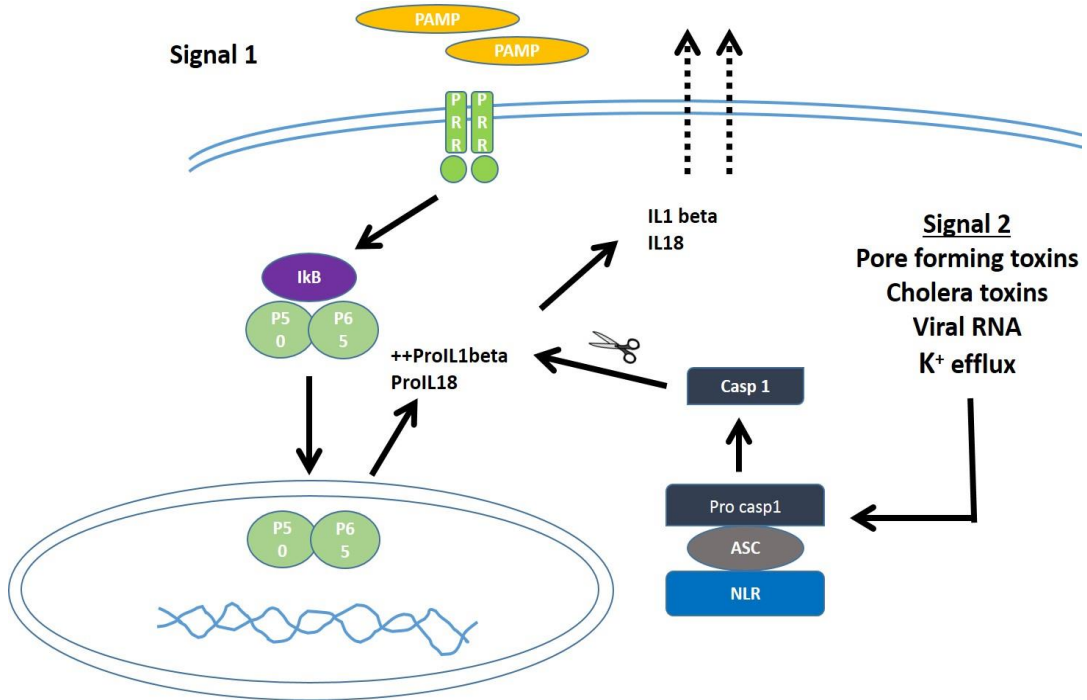 PAMP
PAMP
Signal 1
P
R
R
P
R
R
IL1 beta
IL18
Signal 2
Pore forming toxins
Cholera toxins
Viral RNA
K⁺ efflux
IkB
P5
0
P6
5
++ProIL1beta
ProIL18
Casp 1
Pro casp1
ASC
NLR
P5
0
P6
5